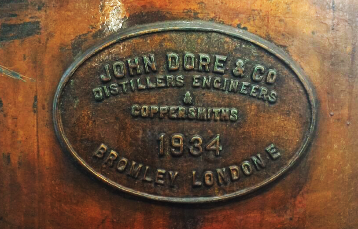 JOHN DORE & CO
DISTILLERS ENGINEERS
&
COPPERSMITHS
1934
BROMLEY LONDON E